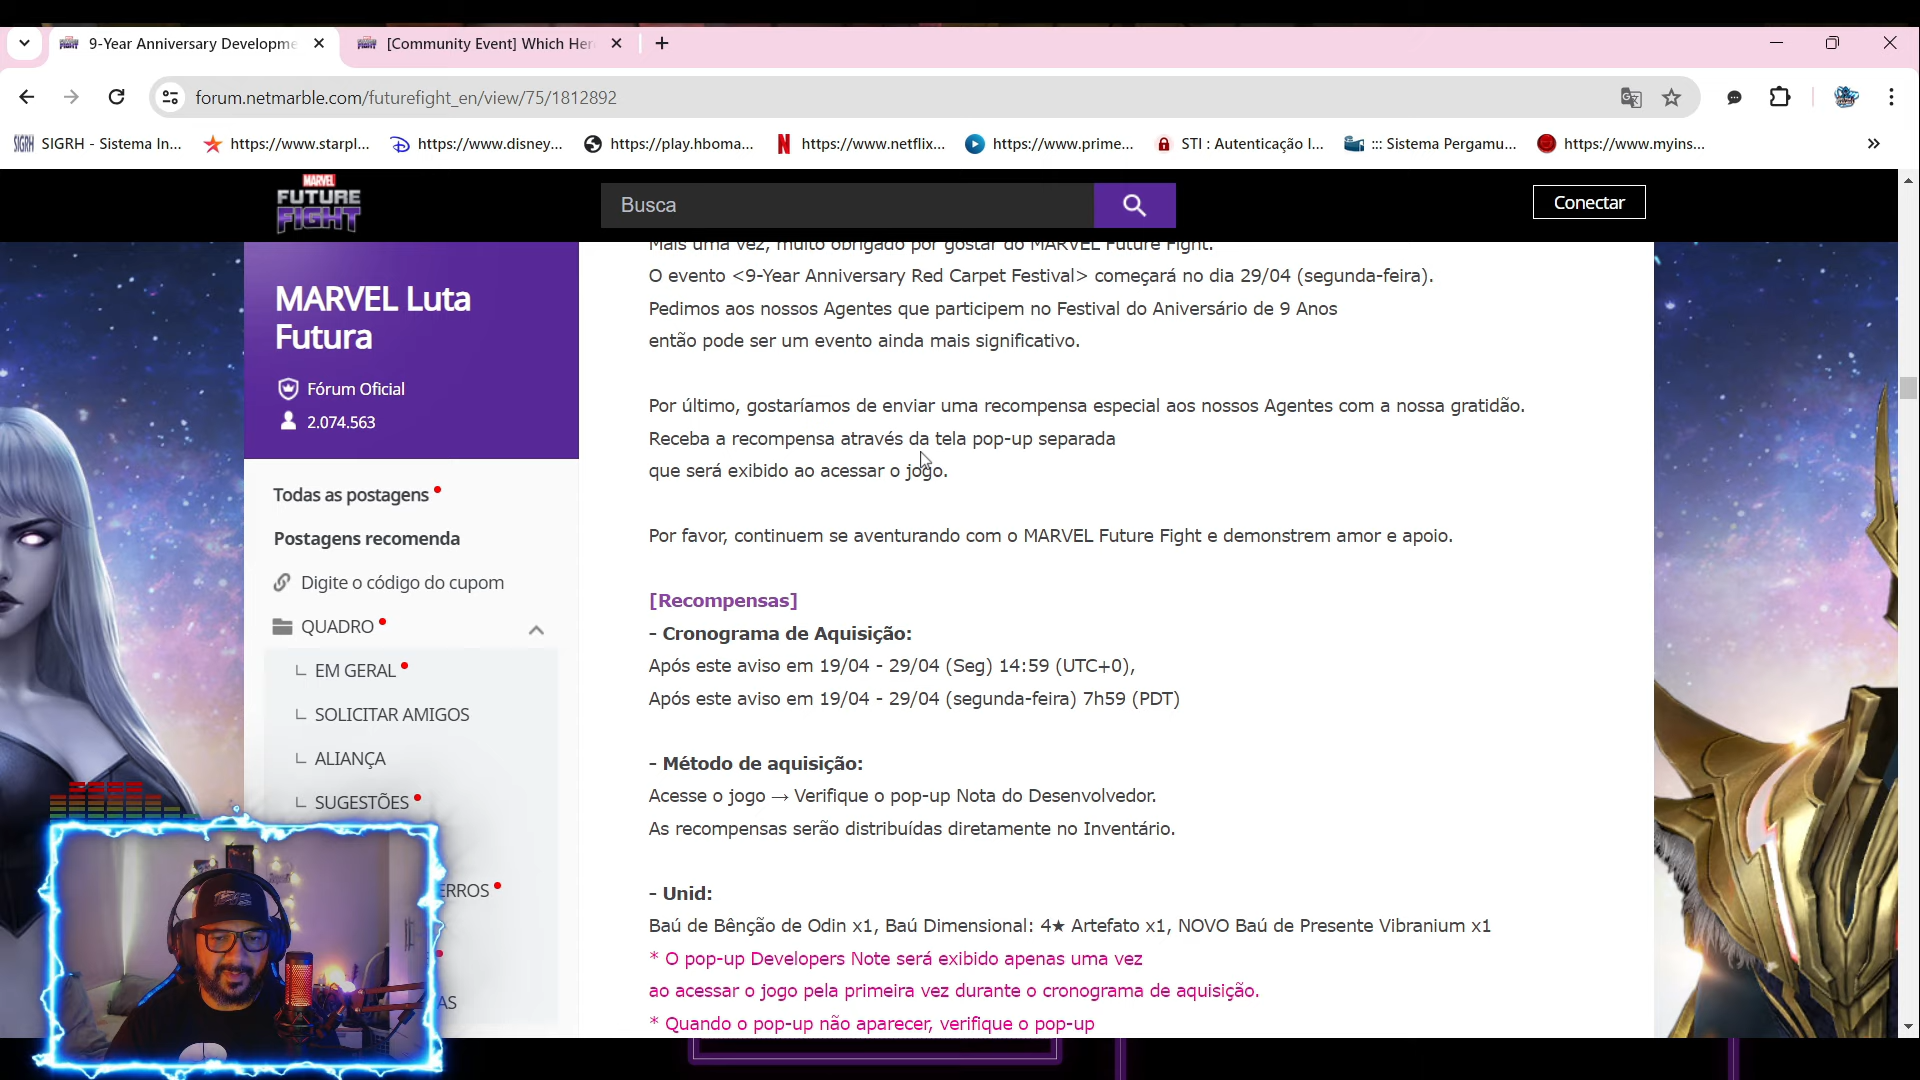 9-Year Anniversary Developme
[Community Event] Which Her
forum.netmarble.com/futurefight_en/view/75/1812892
SIGRH - Sistema In...
https://www.starpl...
https://www.disney...
https://play.hboma...
https://www.netflix...
https://www.prime...
STI : Autenticação I...
::: Sistema Pergamu...
https://www.myins...
MARVEL
FUTURE
FIGHT
Busca
Conectar
MARVEL Luta
Futura
Fórum Oficial
2.074.563
Todas as postagens
Postagens recomenda
Digite o código do cupom
QUADRO
EM GERAL
SOLICITAR AMIGOS
ALIANÇA
SUGESTÕES
ERROS
AS
Mais uma vez, muito obrigado por gostar do MARVEL Future Fight.
O evento <9-Year Anniversary Red Carpet Festival> começará no dia 29/04 (segunda-feira).
Pedimos aos nossos Agentes que participem no Festival do Aniversário de 9 Anos
então pode ser um evento ainda mais significativo.
Por último, gostaríamos de enviar uma recompensa especial aos nossos Agentes com a nossa gratidão.
Receba a recompensa através da tela pop-up separada
que será exibido ao acessar o jogo.
Por favor, continuem se aventurando com o MARVEL Future Fight e demonstrem amor e apoio.
[Recompensas]
- Cronograma de Aquisição:
Após este aviso em 19/04 - 29/04 (Seg) 14:59 (UTC+0),
Após este aviso em 19/04 - 29/04 (segunda-feira) 7h59 (PDT)
- Método de aquisição:
Acesse o jogo → Verifique o pop-up Nota do Desenvolvedor.
As recompensas serão distribuídas diretamente no Inventário.
- Unid:
Baú de Bênção de Odin x1, Baú Dimensional: 4★ Artefato x1, NOVO Baú de Presente Vibranium x1
* O pop-up Developers Note será exibido apenas uma vez
ao acessar o jogo pela primeira vez durante o cronograma de aquisição.
* Quando o pop-up não aparecer, verifique o pop-up